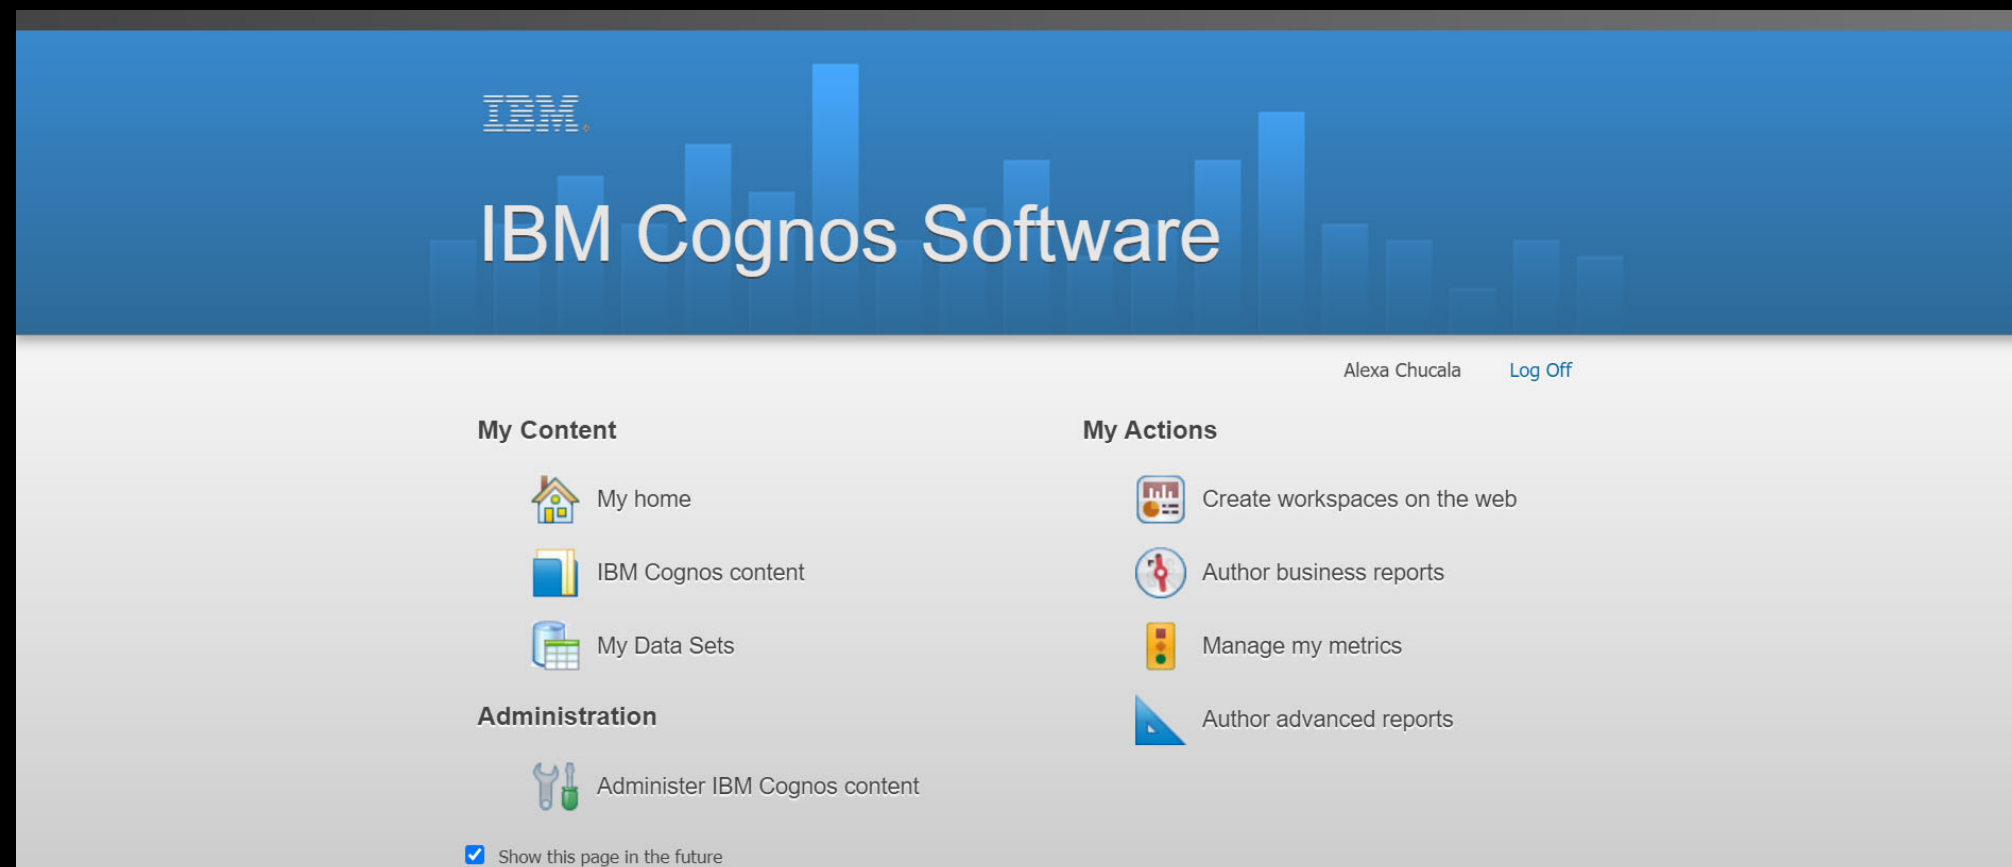 IBM
IBM Cognos Software
Alexa Chucala Log Off
My Content
My home
IBM Cognos content
My Data Sets
Administration
Administer IBM Cognos content
Show this page in the future
My Actions
Create workspaces on the web
Author business reports
Manage my metrics
Author advanced reports